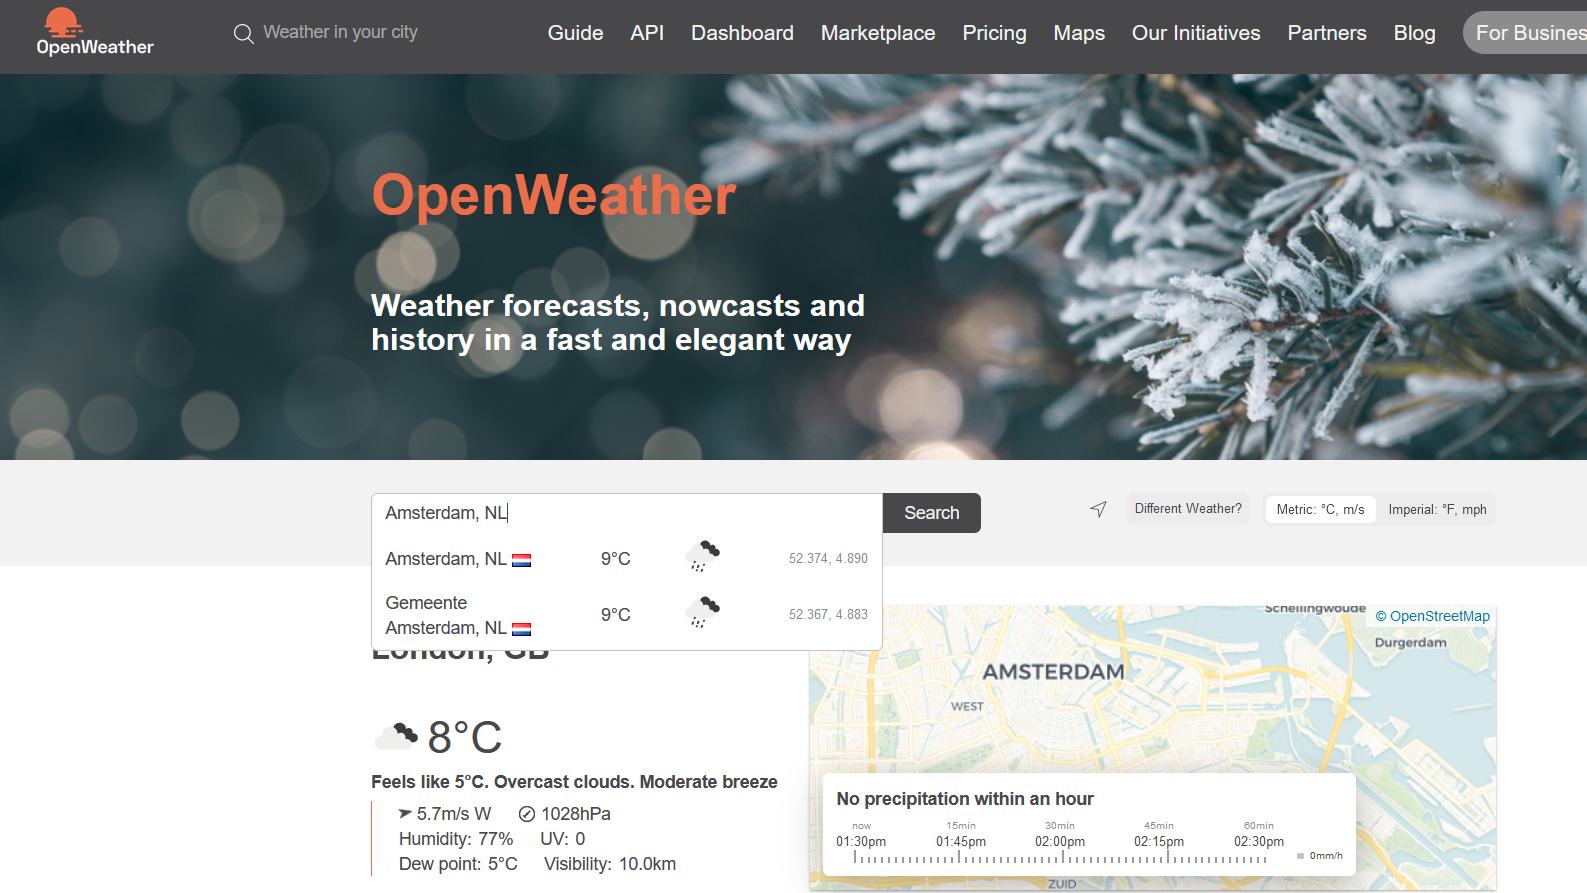 OpenWeather
Weather in your city
Guide
API
Dashboard
Marketplace
Pricing
Maps
Our Initiatives
Partners
Blog
For Busines
OpenWeather
Weather forecasts, nowcasts and
history in a fast and elegant way
Amsterdam, NL
Search
Different Weather?
Metric: °C, m/s
Imperial: °F, mph
Amsterdam, NL
9°C
52.374, 4.890
Gemeente
Amsterdam, NL
9°C
52.367, 4.883
London, GB
8°C
Feels like 5°C. Overcast clouds. Moderate breeze
5.7m/s W
1028hPa
Humidity: 77%
UV: 0
Dew point: 5°C
Visibility: 10.0km
Schellingwoude
© OpenStreetMap
Durgerdam
AMSTERDAM
WEST
No precipitation within an hour
now
15min
30min
45min
60min
01:30pm
01:45pm
02:00pm
02:15pm
02:30pm
0mm/h
ZUID